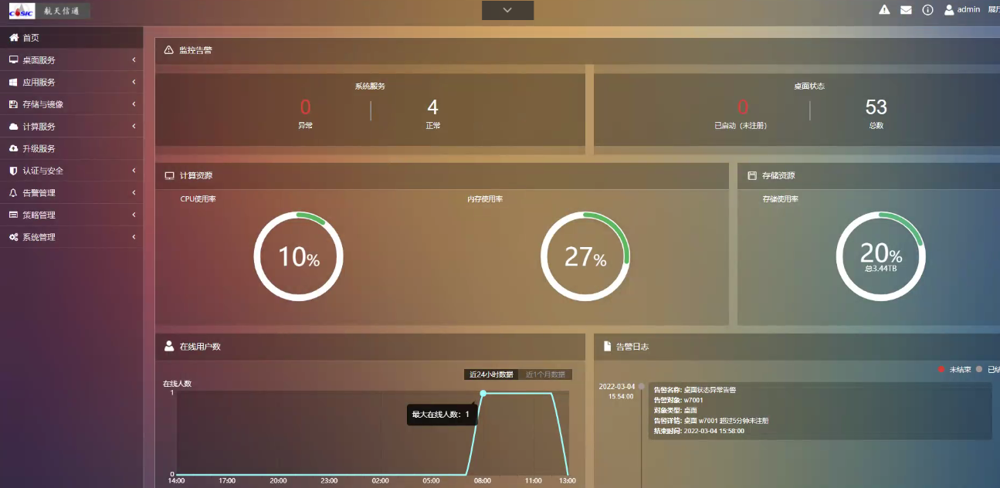 CASIC 航天信通
admin 展厅
首页
桌面服务
应用服务
存储与镜像
计算服务
升级服务
认证与安全
告警管理
策略管理
系统管理
监控告警
系统服务
0 4
异常 正常
桌面状态
0 53
已启动（未注册） 总数
计算资源
CPU使用率 内存使用率
10% 27%
存储资源
存储使用率
20%
总3.44TB
在线用户数
近24小时数据 近1个月数据
在线人数
1
最大在线人数：1
0
14:00 17:00 20:00 23:00 02:00 05:00 08:00 11:00 13:00
告警日志
未结束 已结
2022-03-04
15:54:00
告警名称: 桌面状态异常告警
告警对象: w7001
对象类型: 桌面
告警详情: 桌面 w7001 超过5分钟未注册
结束时间: 2022-03-04 15:58:00